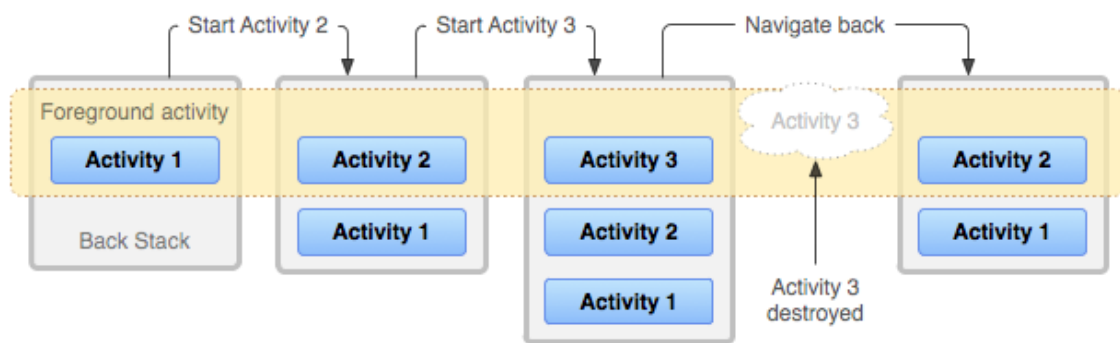 Start Activity 2
Start Activity 3
Navigate back
Foreground activity
Activity 1
Back Stack
Activity 2
Activity 1
Activity 3
Activity 2
Activity 1
Activity 3
Activity 3
destroyed
Activity 2
Activity 1